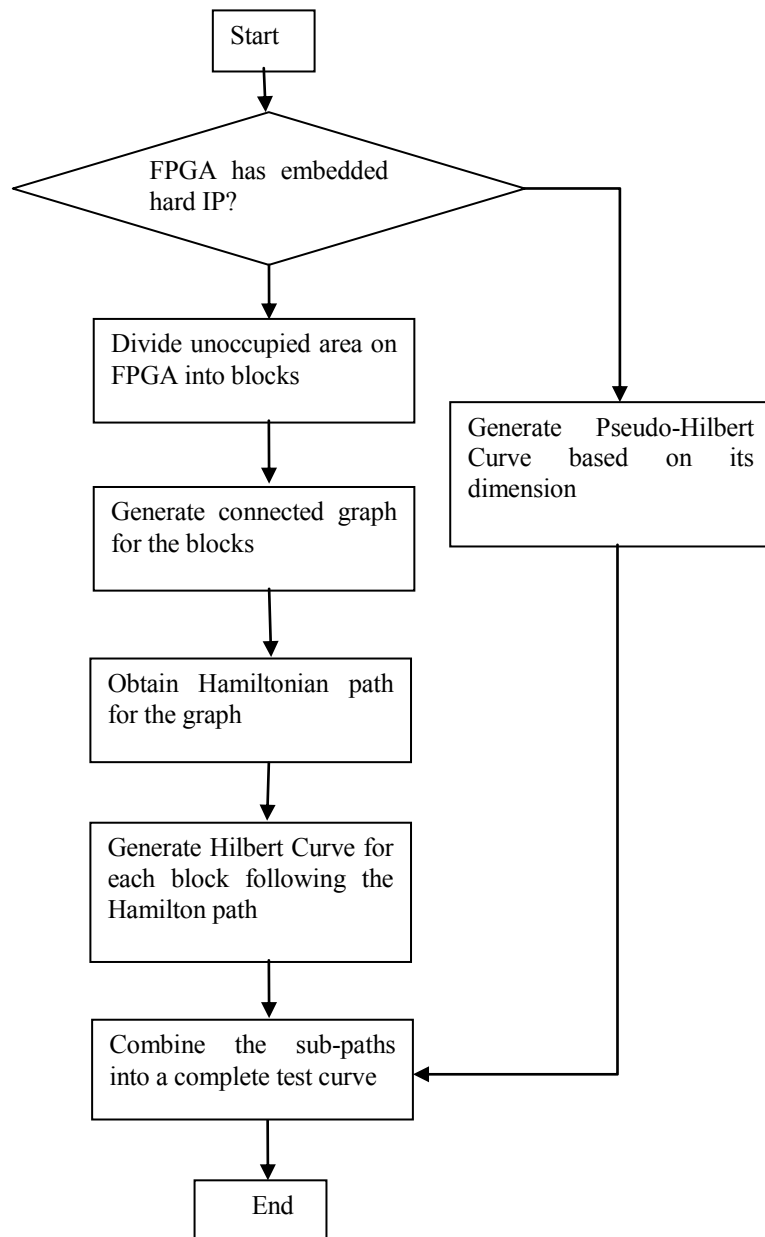 Start
FPGA has embedded
hard IP?
Divide unoccupied area on
FPGA into blocks
Generate Pseudo-Hilbert
Curve based on its
dimension
Generate connected graph
for the blocks
Obtain Hamiltonian path
for the graph
Generate Hilbert Curve for
each block following the
Hamilton path
Combine the sub-paths
into a complete test curve
End